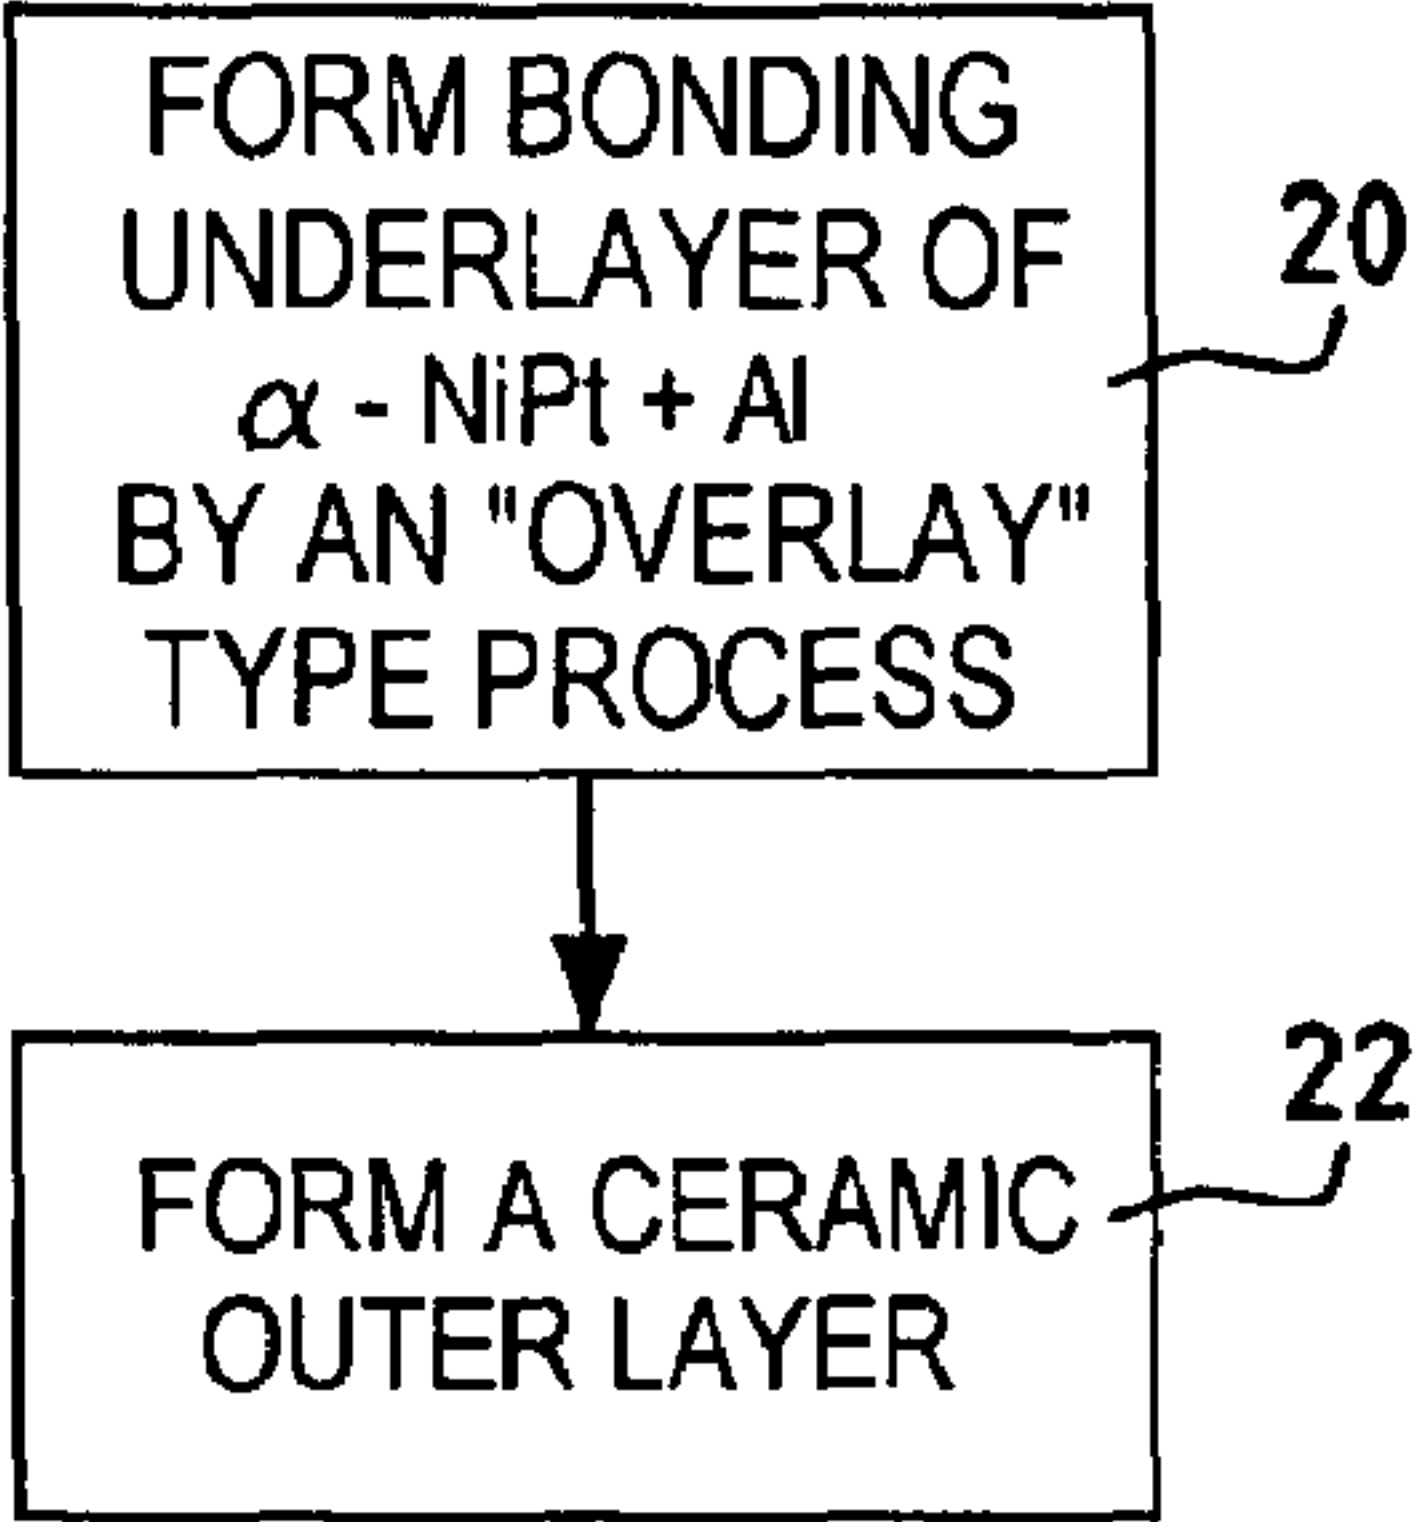 FORM BONDING
UNDERLAYER OF
α - NiPt + Al
BY AN "OVERLAY"
TYPE PROCESS
20
FORM A CERAMIC
OUTER LAYER
22